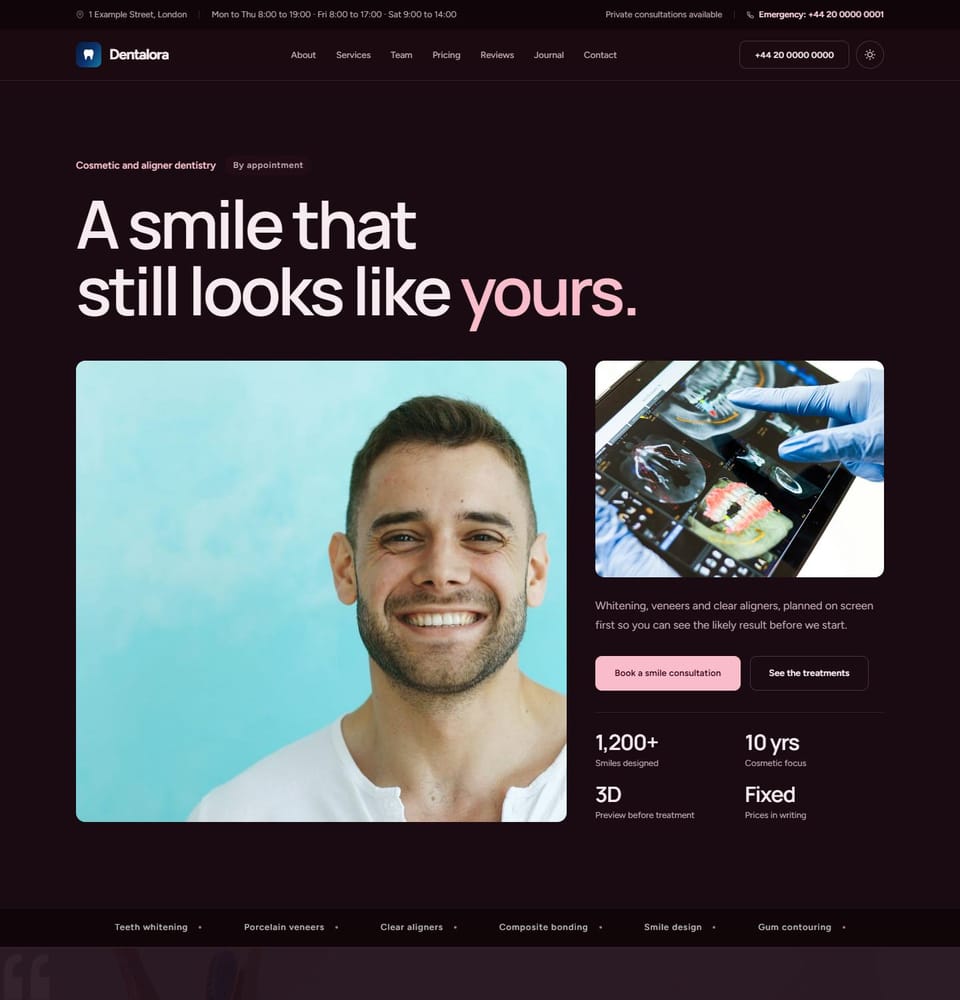 1 Example Street, London
Mon to Thu 8:00 to 19:00 · Fri 8:00 to 17:00 · Sat 9:00 to 14:00
Private consultations available
Emergency: +44 20 0000 0001
Dentalora
About
Services
Team
Pricing
Reviews
Journal
Contact
+44 20 0000 0000
Cosmetic and aligner dentistry
By appointment
A smile that
still looks like yours.
Whitening, veneers and clear aligners, planned on screen
first so you can see the likely result before we start.
Book a smile consultation
See the treatments
1,200+
Smiles designed
10 yrs
Cosmetic focus
3D
Preview before treatment
Fixed
Prices in writing
Teeth whitening
Porcelain veneers
Clear aligners
Composite bonding
Smile design
Gum contouring